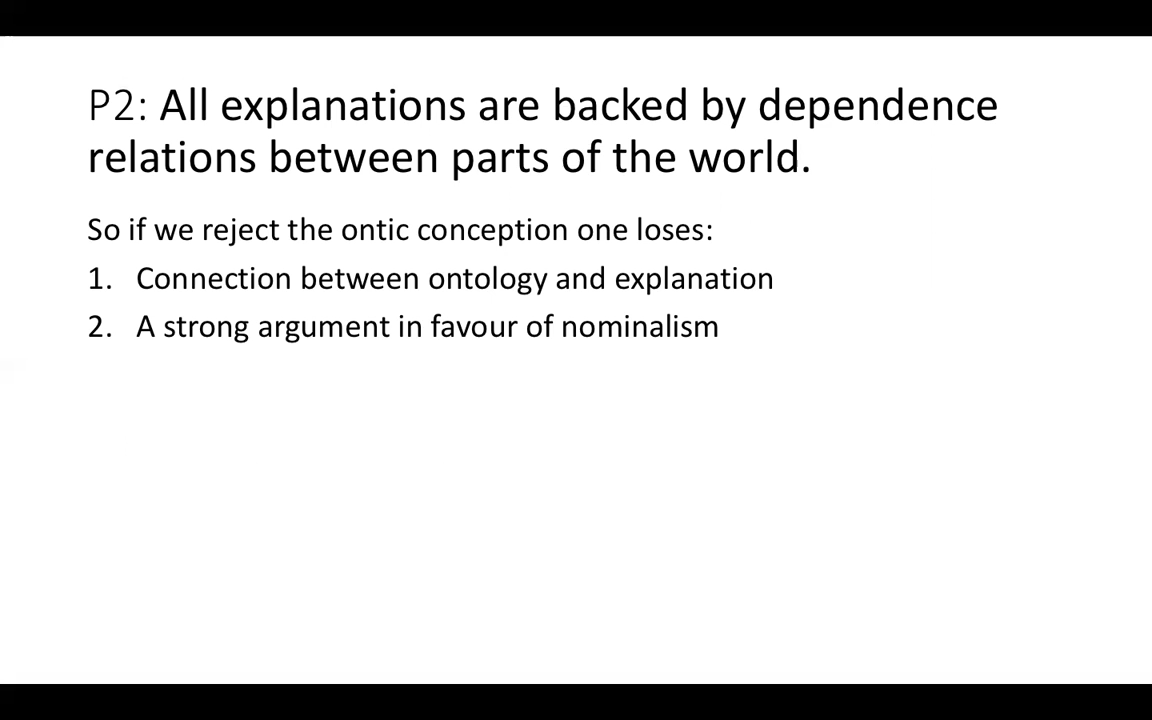 P2: All explanations are backed by dependence
relations between parts of the world.
So if we reject the ontic conception one loses:
1. Connection between ontology and explanation
2. A strong argument in favour of nominalism